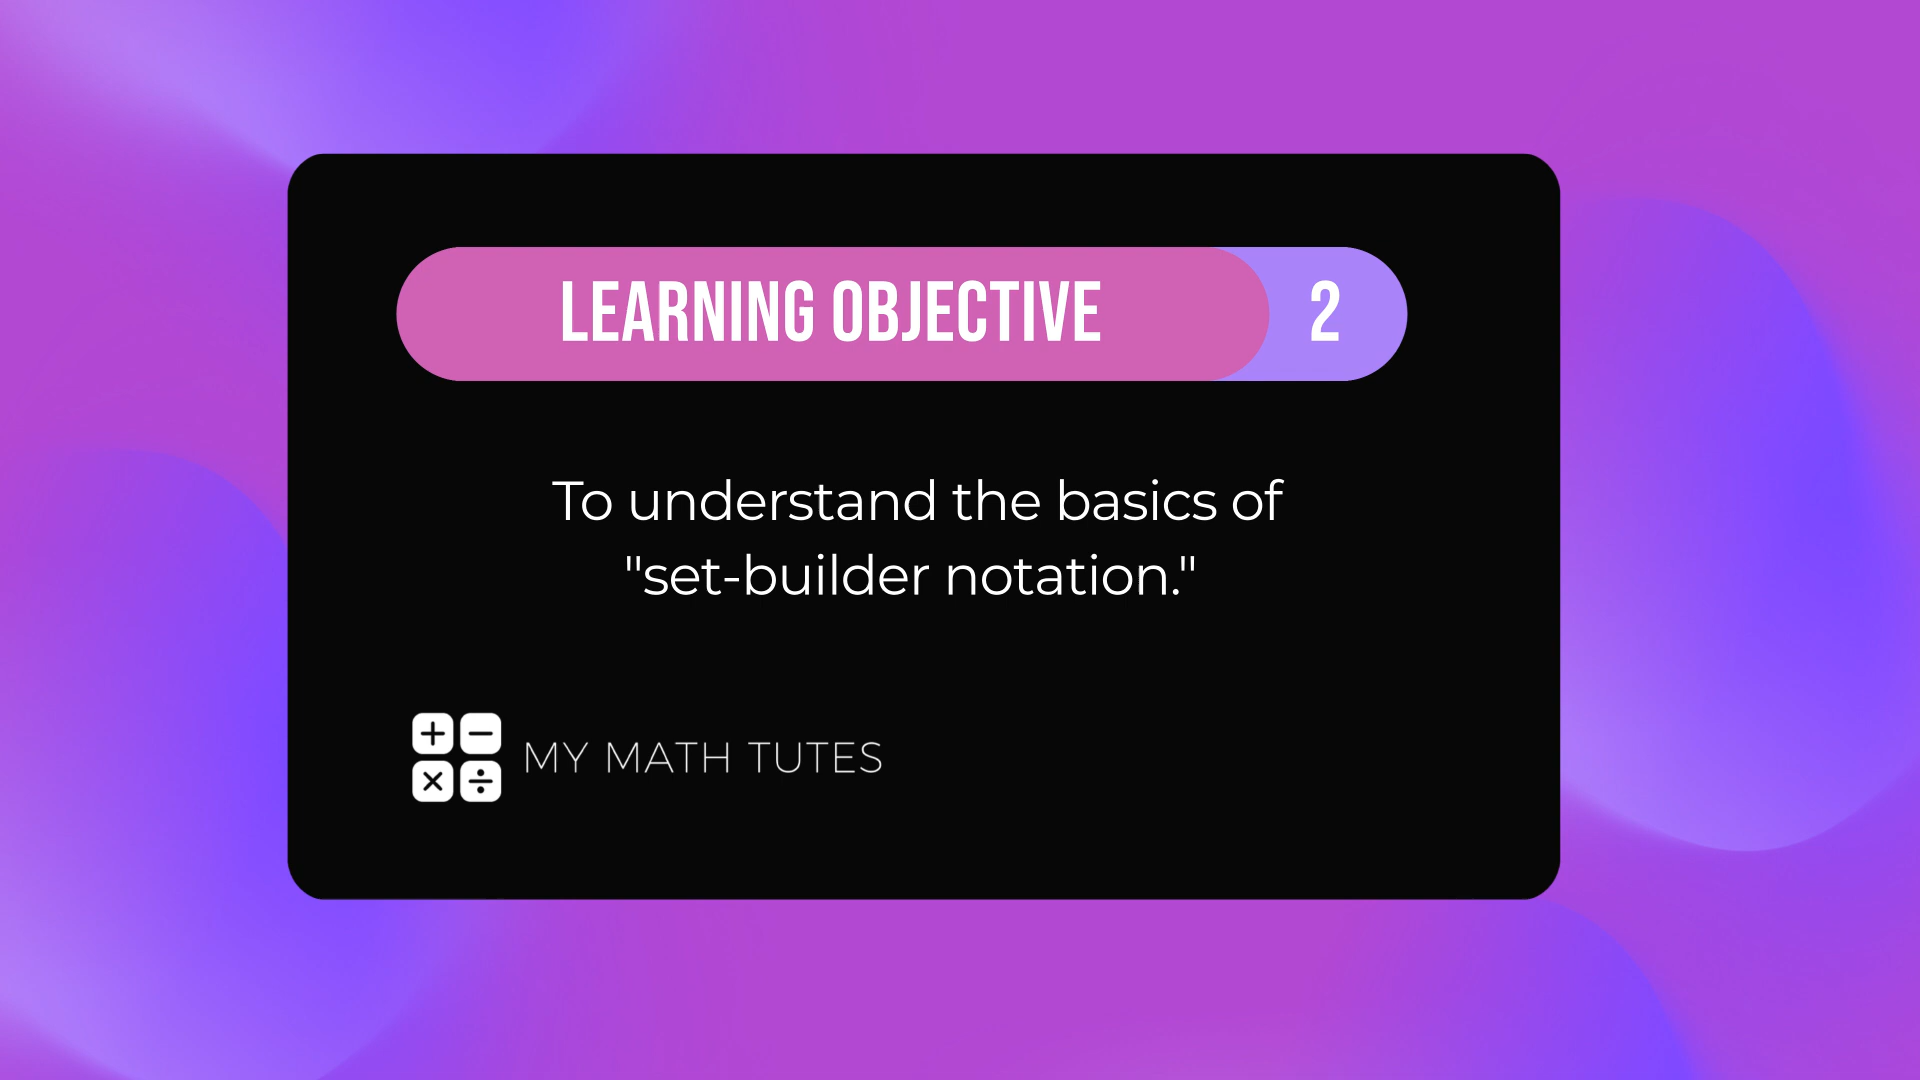 LEARNING OBJECTIVE 2
To understand the basics of
"set-builder notation."
MY MATH TUTES